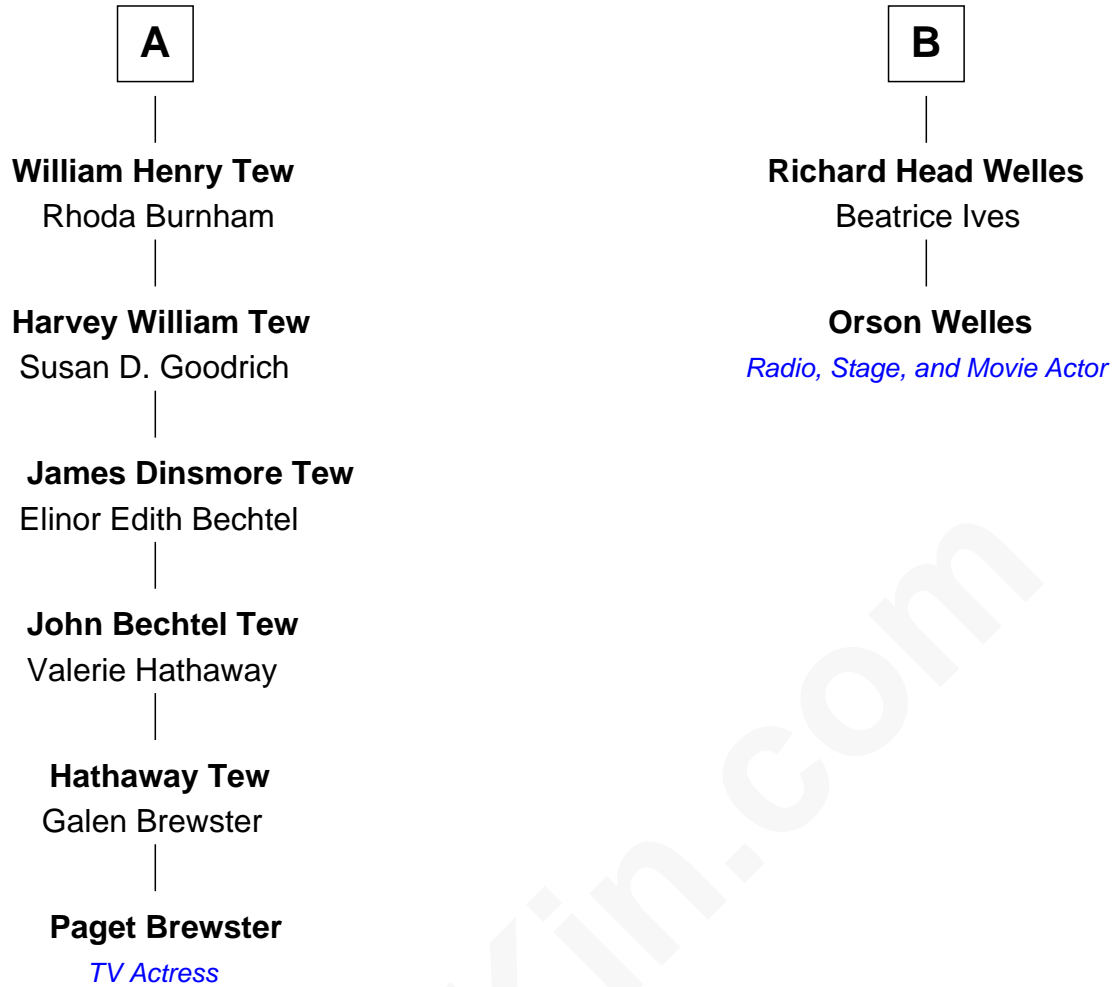 A
William Henry Tew
Rhoda Burnham
Harvey William Tew
Susan D. Goodrich
James Dinsmore Tew
Elinor Edith Bechtel
John Bechtel Tew
Valerie Hathaway
Hathaway Tew
Galen Brewster
Paget Brewster
TV Actress
B
Richard Head Welles
Beatrice Ives
Orson Welles
Radio, Stage, and Movie Actor